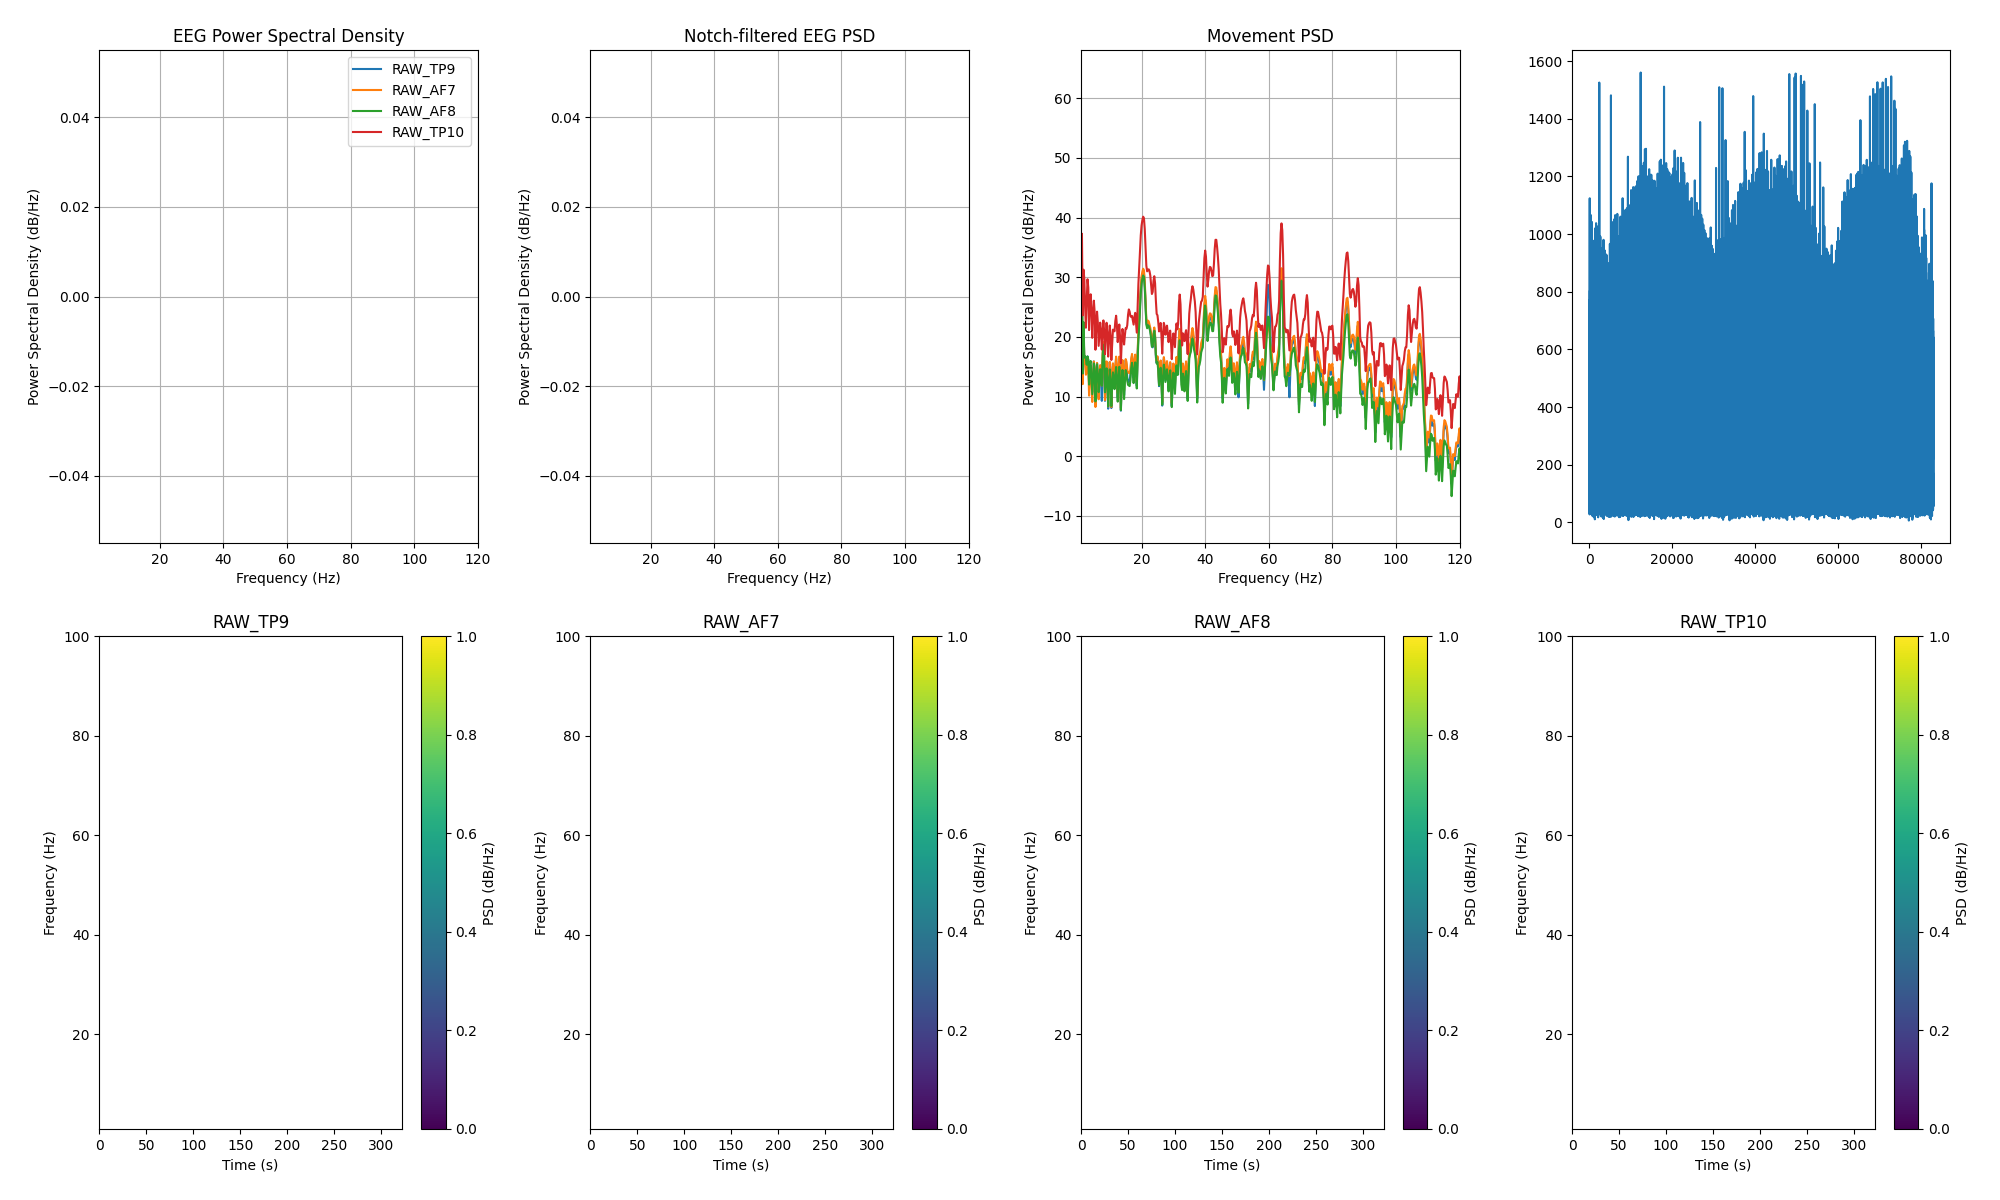 EEG Power Spectral Density
RAW_TP9
RAW_AF7
RAW_AF8
RAW_TP10
Power Spectral Density (dB/Hz)
0.04
0.02
0.00
−0.02
−0.04
20 40 60 80 100 120
Frequency (Hz)
Notch-filtered EEG PSD
Power Spectral Density (dB/Hz)
0.04
0.02
0.00
−0.02
−0.04
20 40 60 80 100 120
Frequency (Hz)
Movement PSD
Power Spectral Density (dB/Hz)
60
50
40
30
20
10
0
−10
20 40 60 80 100 120
Frequency (Hz)
1600
1400
1200
1000
800
600
400
200
0
0 20000 40000 60000 80000
RAW_TP9
Frequency (Hz)
100
80
60
40
20
0 50 100 150 200 250 300
Time (s)
1.0
0.8
0.6
0.4
0.2
0.0
PSD (dB/Hz)
RAW_AF7
Frequency (Hz)
100
80
60
40
20
0 50 100 150 200 250 300
Time (s)
1.0
0.8
0.6
0.4
0.2
0.0
PSD (dB/Hz)
RAW_AF8
Frequency (Hz)
100
80
60
40
20
0 50 100 150 200 250 300
Time (s)
1.0
0.8
0.6
0.4
0.2
0.0
PSD (dB/Hz)
RAW_TP10
Frequency (Hz)
100
80
60
40
20
0 50 100 150 200 250 300
Time (s)
1.0
0.8
0.6
0.4
0.2
0.0
PSD (dB/Hz)